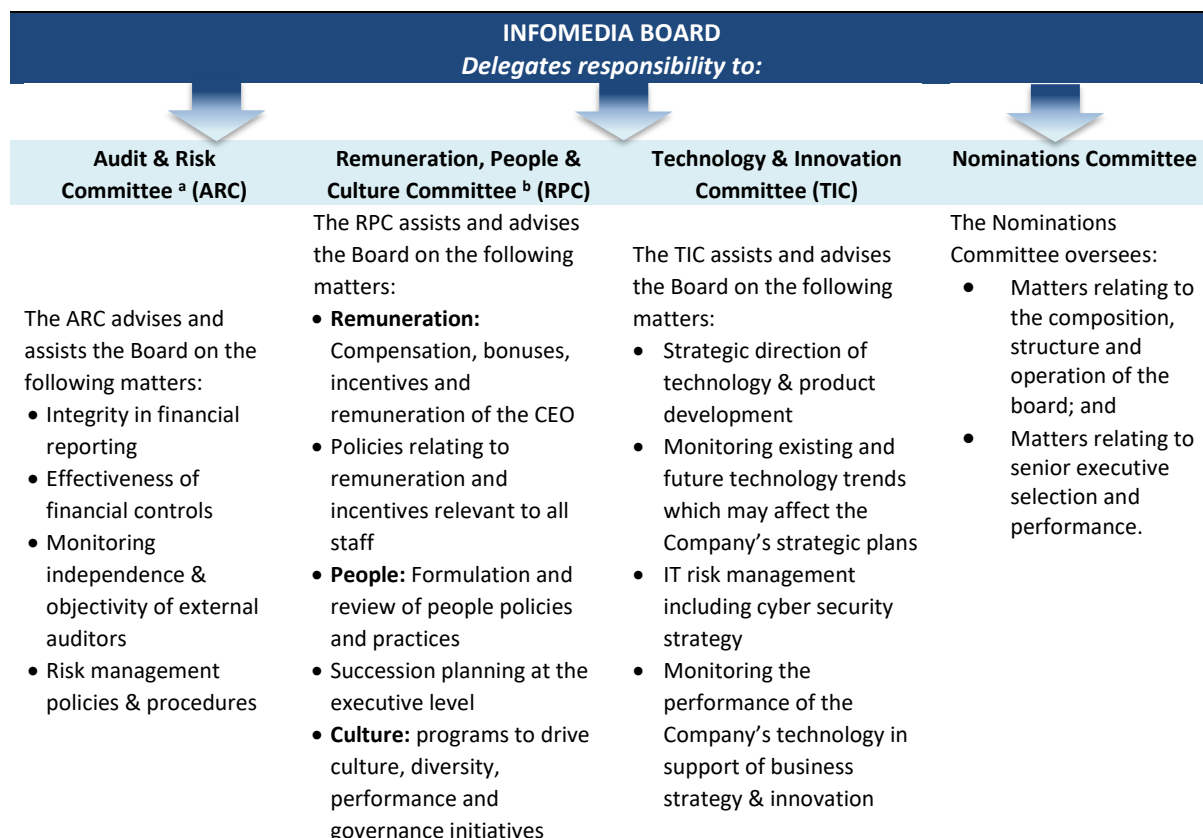 INFOMEDIA BOARD
Delegates responsibility to:
Audit & Risk
Committee ª (ARC)
The ARC advises and
assists the Board on the
following matters:
• Integrity in financial
reporting
• Effectiveness of
financial controls
• Monitoring
independence &
objectivity of external
auditors
• Risk management
policies & procedures
Remuneration, People &
Culture Committee ᵇ (RPC)
The RPC assists and advises
the Board on the following
matters:
• Remuneration:
Compensation, bonuses,
incentives and
remuneration of the CEO
• Policies relating to
remuneration and
incentives relevant to all
staff
• People: Formulation and
review of people policies
and practices
• Succession planning at the
executive level
• Culture: programs to drive
culture, diversity,
performance and
governance initiatives
Technology & Innovation
Committee (TIC)
The TIC assists and advises
the Board on the following
matters:
• Strategic direction of
technology & product
development
• Monitoring existing and
future technology trends
which may affect the
Company’s strategic plans
• IT risk management
including cyber security
strategy
• Monitoring the
performance of the
Company’s technology in
support of business
strategy & innovation
Nominations Committee
The Nominations
Committee oversees:
• Matters relating to
the composition,
structure and
operation of the
board; and
• Matters relating to
senior executive
selection and
performance.